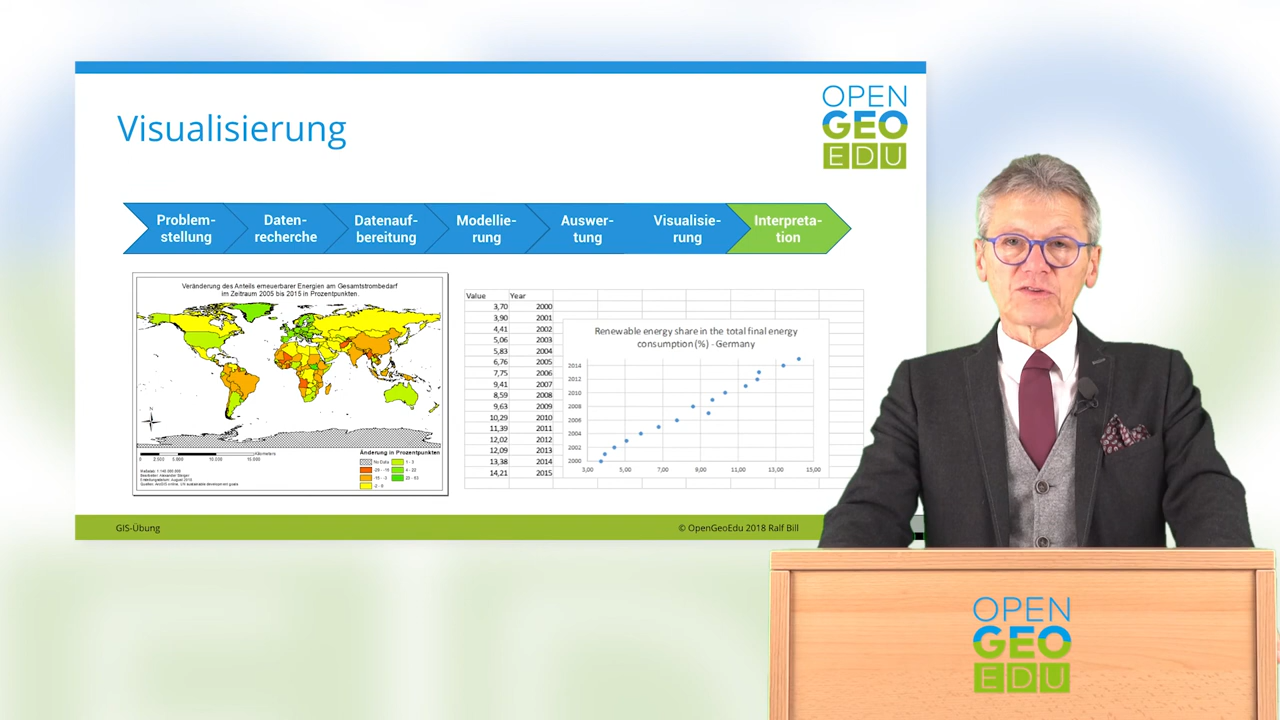 Visualisierung
OPEN
GEO
EDU
Problem-
stellung
Daten-
recherche
Datenauf-
bereitung
Modellie-
rung
Auswer-
tung
Visualisie-
rung
Interpreta-
tion
Veränderung des Anteils erneuerbarer Energien am Gesamtstrombedarf
im Zeitraum 2005 bis 2015 in Prozentpunkten.
N
Änderung in Prozentpunkten
No Data
Value Year
3,70 2000
3,90 2001
4,41 2002
5,06 2003
5,83 2004
6,76 2005
7,75 2006
9,41 2007
8,59 2008
9,63 2009
10,29 2010
11,39 2011
12,02 2012
12,09 2013
13,38 2014
14,21 2015
Renewable energy share in the total final energy
consumption (%) - Germany
2014
2012
2010
2008
2006
2004
2002
2000
3,00 5,00 7,00 9,00 11,00 13,00 15,00
GIS-Übung
© OpenGeoEdu 2018 Ralf Bill
OPEN
GEO
EDU